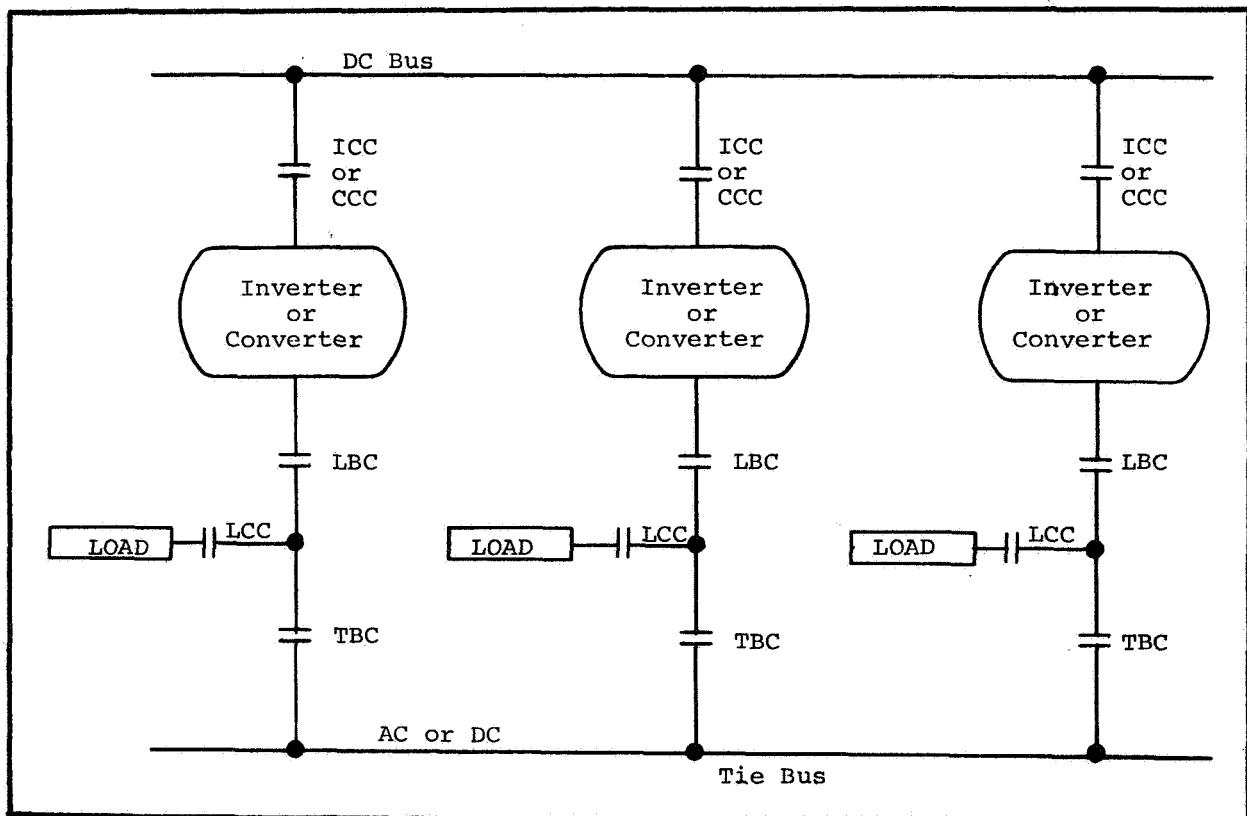 DC Bus
ICC
or
CCC
ICC
or
CCC
ICC
or
CCC
Inverter
or
Converter
Inverter
or
Converter
Inverter
or
Converter
LBC
LBC
LBC
LOAD
LCC
LOAD
LCC
LOAD
LCC
TBC
TBC
TBC
AC or DC
Tie Bus